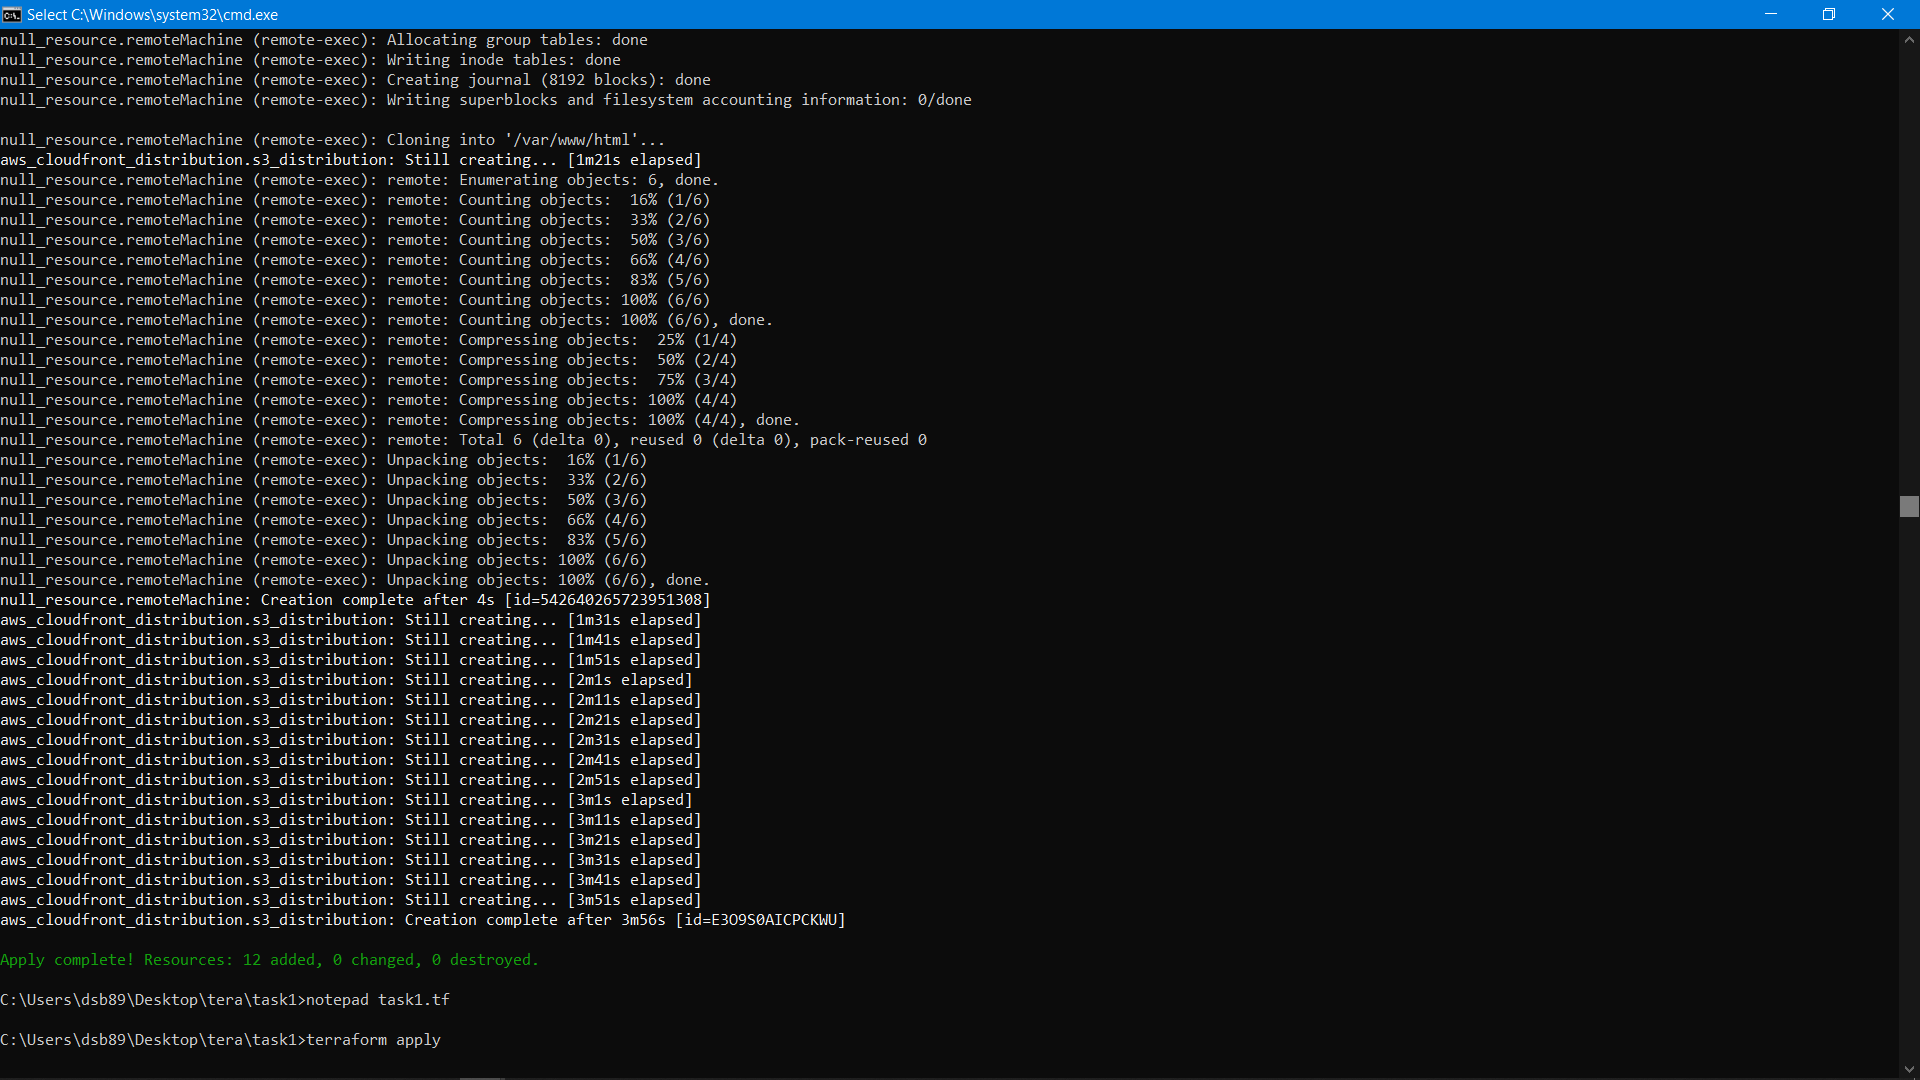 Select C:\Windows\system32\cmd.exe
null_resource.remoteMachine (remote-exec): Allocating group tables: done
null_resource.remoteMachine (remote-exec): Writing inode tables: done
null_resource.remoteMachine (remote-exec): Creating journal (8192 blocks): done
null_resource.remoteMachine (remote-exec): Writing superblocks and filesystem accounting information: 0/done
null_resource.remoteMachine (remote-exec): Cloning into '/var/www/html'...
aws_cloudfront_distribution.s3_distribution: Still creating... [1m21s elapsed]
null_resource.remoteMachine (remote-exec): remote: Enumerating objects: 6, done.
null_resource.remoteMachine (remote-exec): remote: Counting objects:  16% (1/6)
null_resource.remoteMachine (remote-exec): remote: Counting objects:  33% (2/6)
null_resource.remoteMachine (remote-exec): remote: Counting objects:  50% (3/6)
null_resource.remoteMachine (remote-exec): remote: Counting objects:  66% (4/6)
null_resource.remoteMachine (remote-exec): remote: Counting objects:  83% (5/6)
null_resource.remoteMachine (remote-exec): remote: Counting objects: 100% (6/6)
null_resource.remoteMachine (remote-exec): remote: Counting objects: 100% (6/6), done.
null_resource.remoteMachine (remote-exec): remote: Compressing objects:  25% (1/4)
null_resource.remoteMachine (remote-exec): remote: Compressing objects:  50% (2/4)
null_resource.remoteMachine (remote-exec): remote: Compressing objects:  75% (3/4)
null_resource.remoteMachine (remote-exec): remote: Compressing objects: 100% (4/4)
null_resource.remoteMachine (remote-exec): remote: Compressing objects: 100% (4/4), done.
null_resource.remoteMachine (remote-exec): remote: Total 6 (delta 0), reused 0 (delta 0), pack-reused 0
null_resource.remoteMachine (remote-exec): Unpacking objects:  16% (1/6)
null_resource.remoteMachine (remote-exec): Unpacking objects:  33% (2/6)
null_resource.remoteMachine (remote-exec): Unpacking objects:  50% (3/6)
null_resource.remoteMachine (remote-exec): Unpacking objects:  66% (4/6)
null_resource.remoteMachine (remote-exec): Unpacking objects:  83% (5/6)
null_resource.remoteMachine (remote-exec): Unpacking objects: 100% (6/6)
null_resource.remoteMachine (remote-exec): Unpacking objects: 100% (6/6), done.
null_resource.remoteMachine: Creation complete after 4s [id=542640265723951308]
aws_cloudfront_distribution.s3_distribution: Still creating... [1m31s elapsed]
aws_cloudfront_distribution.s3_distribution: Still creating... [1m41s elapsed]
aws_cloudfront_distribution.s3_distribution: Still creating... [1m51s elapsed]
aws_cloudfront_distribution.s3_distribution: Still creating... [2m1s elapsed]
aws_cloudfront_distribution.s3_distribution: Still creating... [2m11s elapsed]
aws_cloudfront_distribution.s3_distribution: Still creating... [2m21s elapsed]
aws_cloudfront_distribution.s3_distribution: Still creating... [2m31s elapsed]
aws_cloudfront_distribution.s3_distribution: Still creating... [2m41s elapsed]
aws_cloudfront_distribution.s3_distribution: Still creating... [2m51s elapsed]
aws_cloudfront_distribution.s3_distribution: Still creating... [3m1s elapsed]
aws_cloudfront_distribution.s3_distribution: Still creating... [3m11s elapsed]
aws_cloudfront_distribution.s3_distribution: Still creating... [3m21s elapsed]
aws_cloudfront_distribution.s3_distribution: Still creating... [3m31s elapsed]
aws_cloudfront_distribution.s3_distribution: Still creating... [3m41s elapsed]
aws_cloudfront_distribution.s3_distribution: Still creating... [3m51s elapsed]
aws_cloudfront_distribution.s3_distribution: Creation complete after 3m56s [id=E3O9S0AICPCKWU]
Apply complete! Resources: 12 added, 0 changed, 0 destroyed.
C:\Users\dsb89\Desktop\tera\task1>notepad task1.tf
C:\Users\dsb89\Desktop\tera\task1>terraform apply